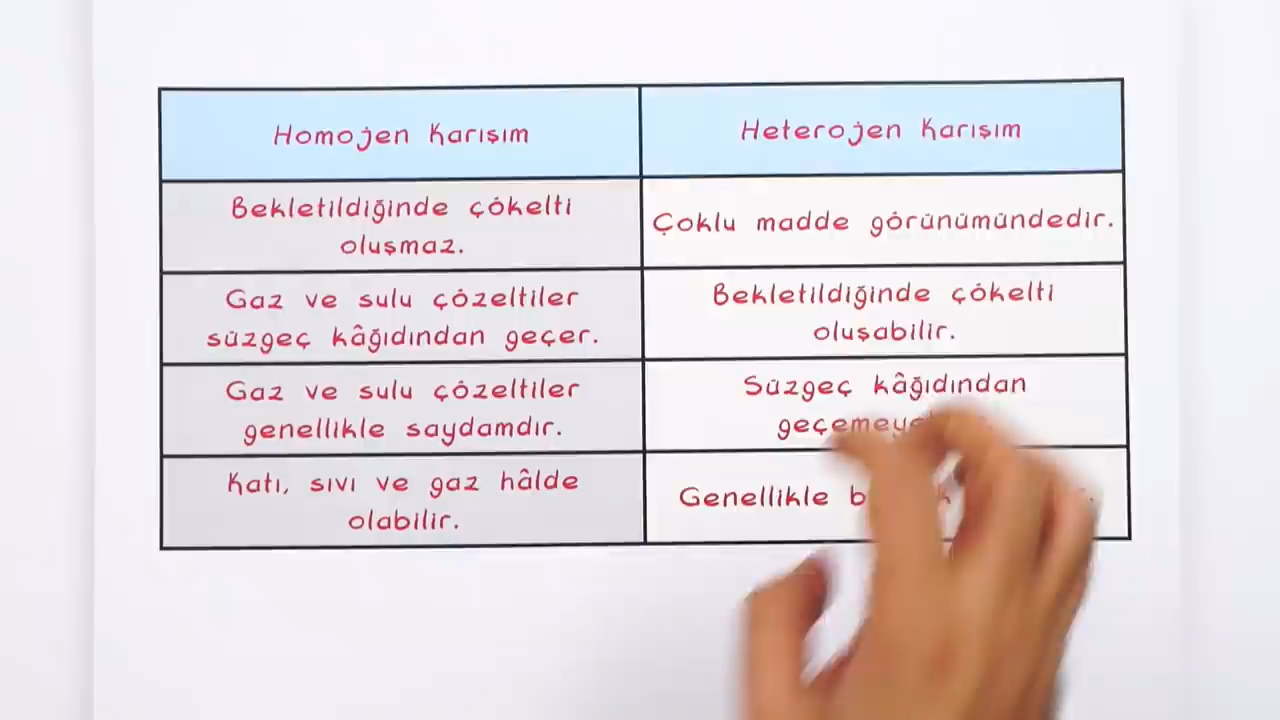 Homojen Karışım
Heterojen Karışım
Bekletildiğinde çökelti
oluşmaz.
Çoklu madde görünümündedir.
Gaz ve sulu çözeltiler
süzgeç kâğıdından geçer.
Bekletildiğinde çökelti
oluşabilir.
Gaz ve sulu çözeltiler
genellikle saydamdır.
Süzgeç kâğıdından
Katı, sıvı ve gaz hâlde
olabilir.
Genellikle